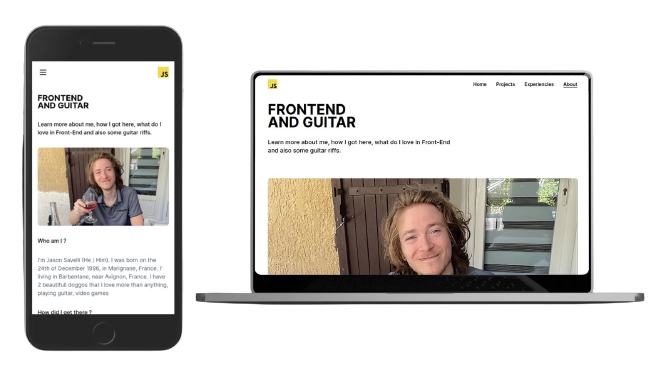 JS
FRONTEND
AND GUITAR
Learn more about me, how I got here, what do I
love in Front-End and also some guitar riffs.
Who am I ?
I'm Jason Savelli (He / Him). I was born on the
24th of December 1998, in Marignane, France. I'
living in Barbentane, near Avignon, France. I have
2 beautifull doggos that I love more than anything,
playing guitar, video games
How did I get there ?
JS
Home Projects Experiencies About
FRONTEND
AND GUITAR
Learn more about me, how I got here, what do I love in Front-End
and also some guitar riffs.